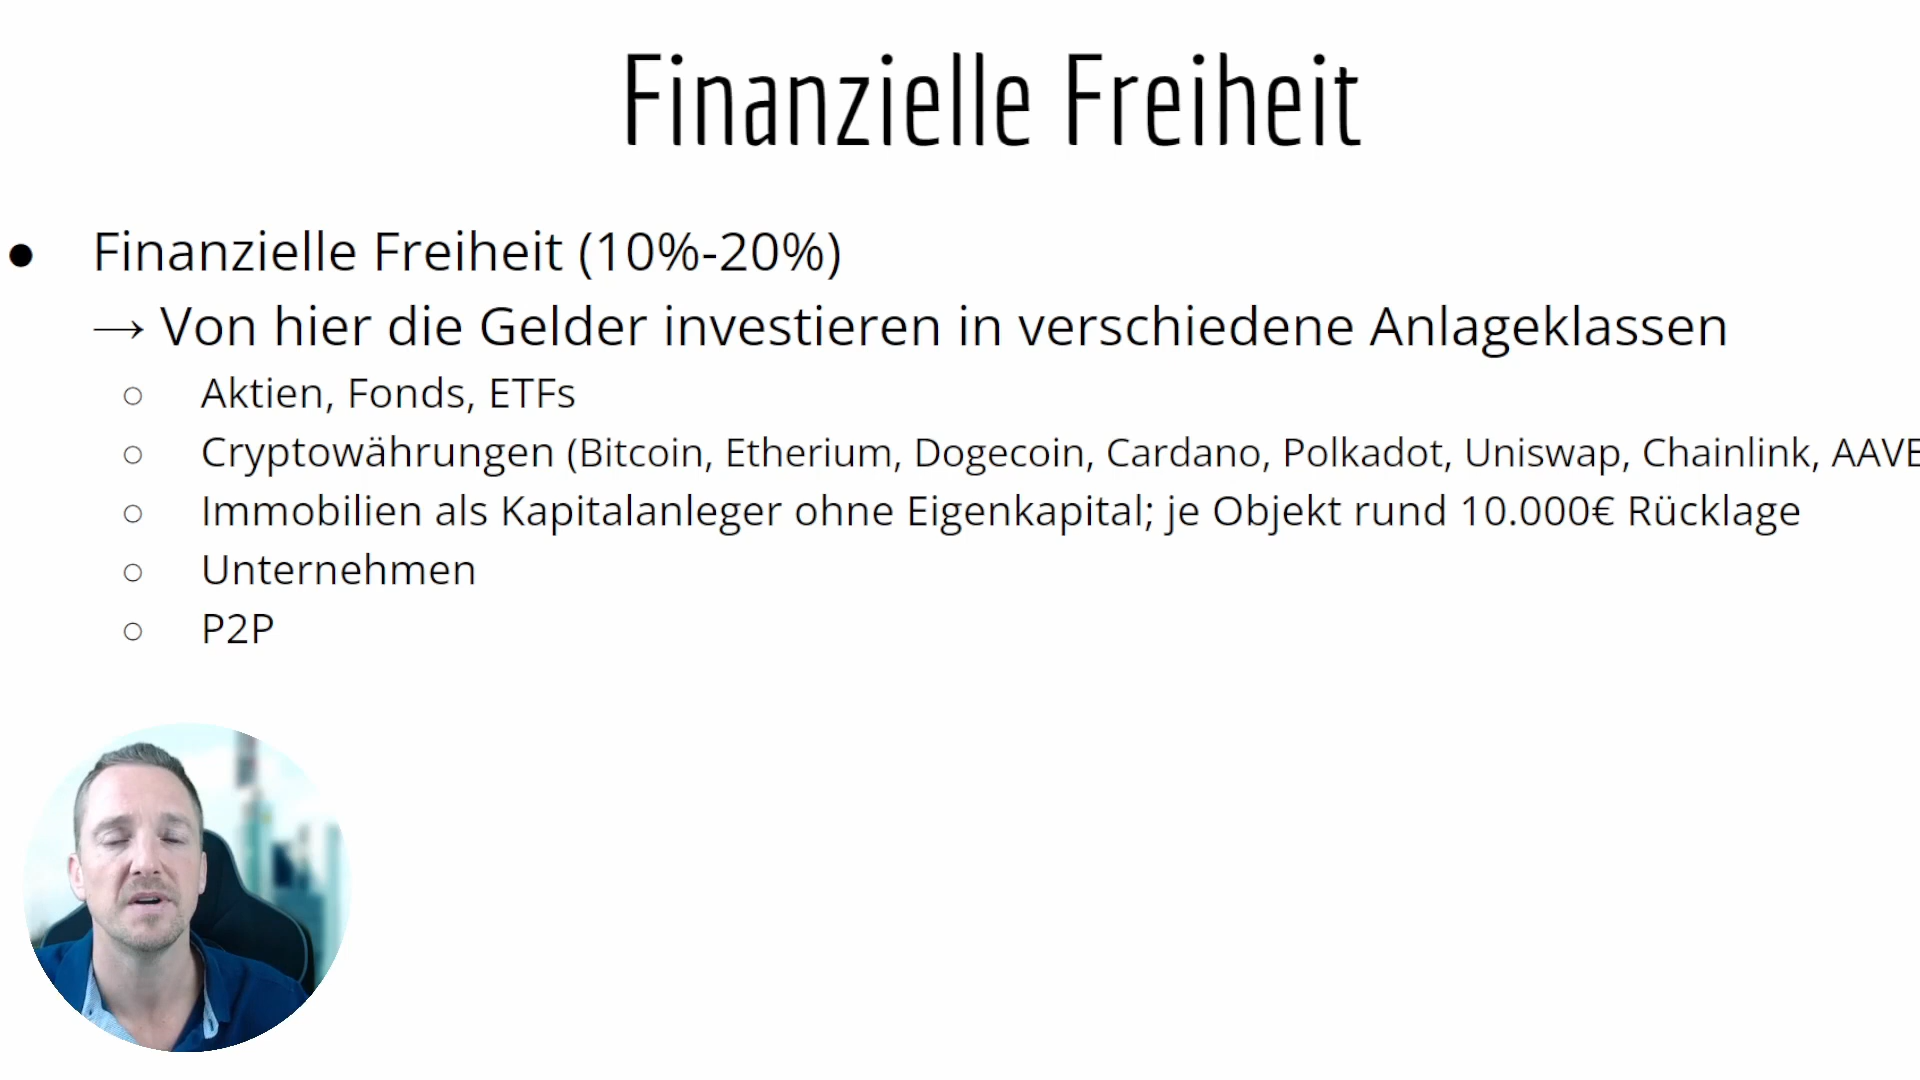 Finanzielle Freiheit
● Finanzielle Freiheit (10%-20%)
→ Von hier die Gelder investieren in verschiedene Anlageklassen
○ Aktien, Fonds, ETFs
○ Cryptowährungen (Bitcoin, Etherium, Dogecoin, Cardano, Polkadot, Uniswap, Chainlink, AAVE
○ Immobilien als Kapitalanleger ohne Eigenkapital; je Objekt rund 10.000€ Rücklage
○ Unternehmen
○ P2P